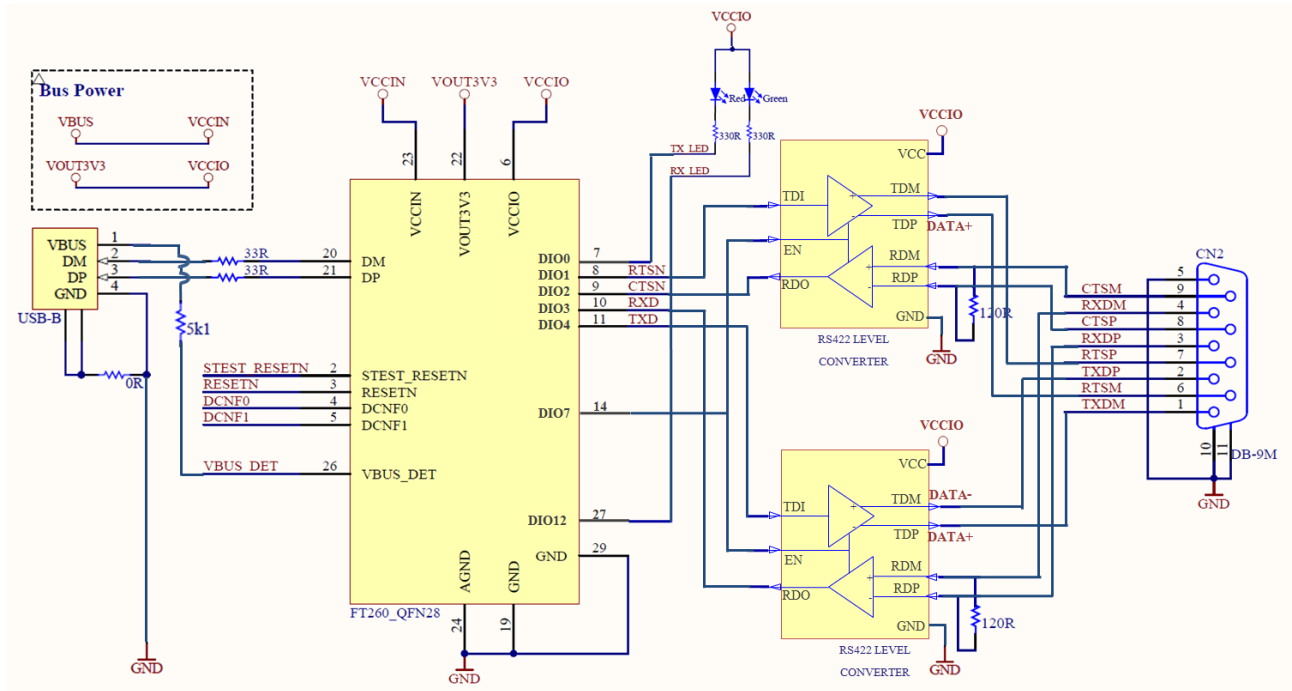 Bus Power
VBUS VCCIN
VOUT3V3 VCCIO
VCCIN VOUT3V3 VCCIO
23 22 6
VCCIN VOUT3V3 VCCIO
VBUS 1
DM 2
DP 3
GND 4
USB-B
33R
33R
5k1
0R
GND
20 DM
21 DP
STEST_RESETN 2 STEST_RESETN
RESETN 3 RESETN
DCNF0 4 DCNF0
DCNF1 5 DCNF1
VBUS_DET 26 VBUS_DET
DIO0 7
DIO1 8 RTSN
DIO2 9 CTSN
DIO3 10 RXD
DIO4 11 TXD
DIO7 14
DIO12 27
GND 29
AGND GND
24 19
FT260_QFN28
GND
VCCIO
Red Green
330R 330R
TX_LED
RX_LED
VCCIO
VCC
TDI TDM
TDP DATA+
EN
RDM
RDO RDP
GND
120R
GND
RS422 LEVEL
CONVERTER
VCCIO
VCC
TDI TDM DATA-
TDP DATA+
EN
RDM
RDO RDP
GND
120R
GND
RS422 LEVEL
CONVERTER
CN2
5
CTSM 9
RXDM 4
CTSP 8
RXDP 3
RTSP 7
TXDP 2
RTSM 6
TXDM 1
10 11
DB-9M
GND